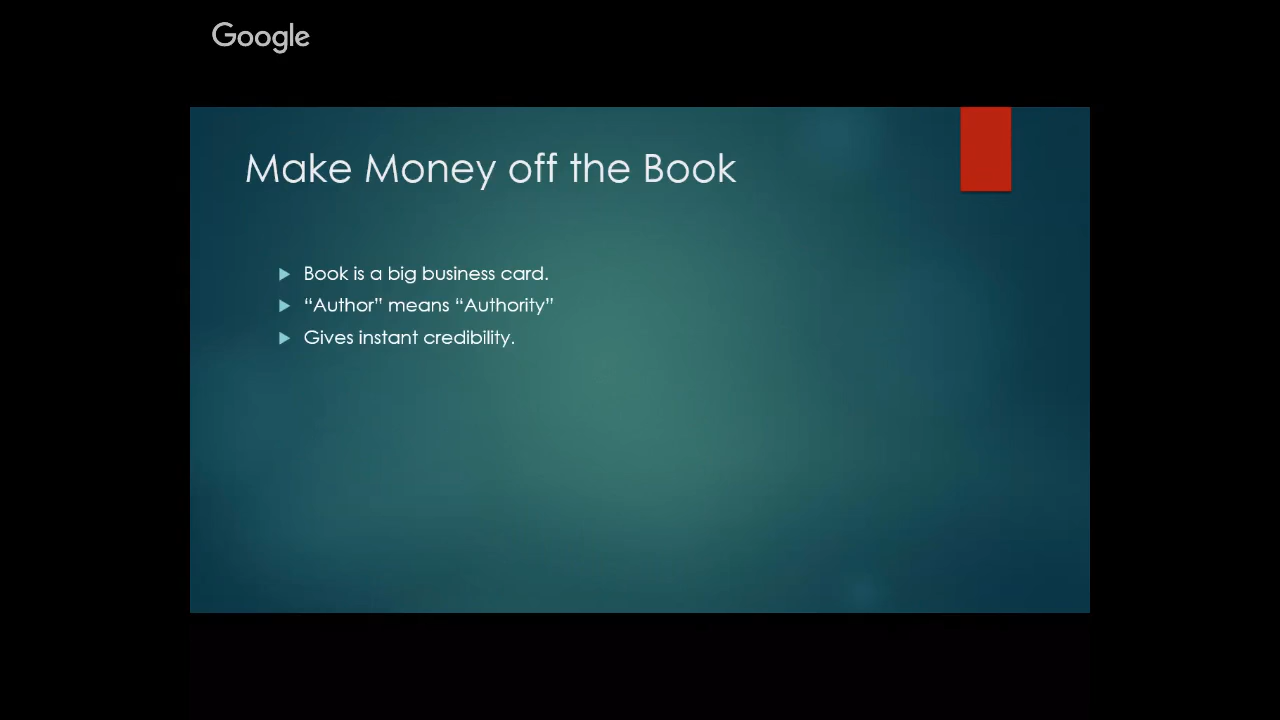 Google
Make Money off the Book
Book is a big business card.
“Author” means “Authority”
Gives instant credibility.